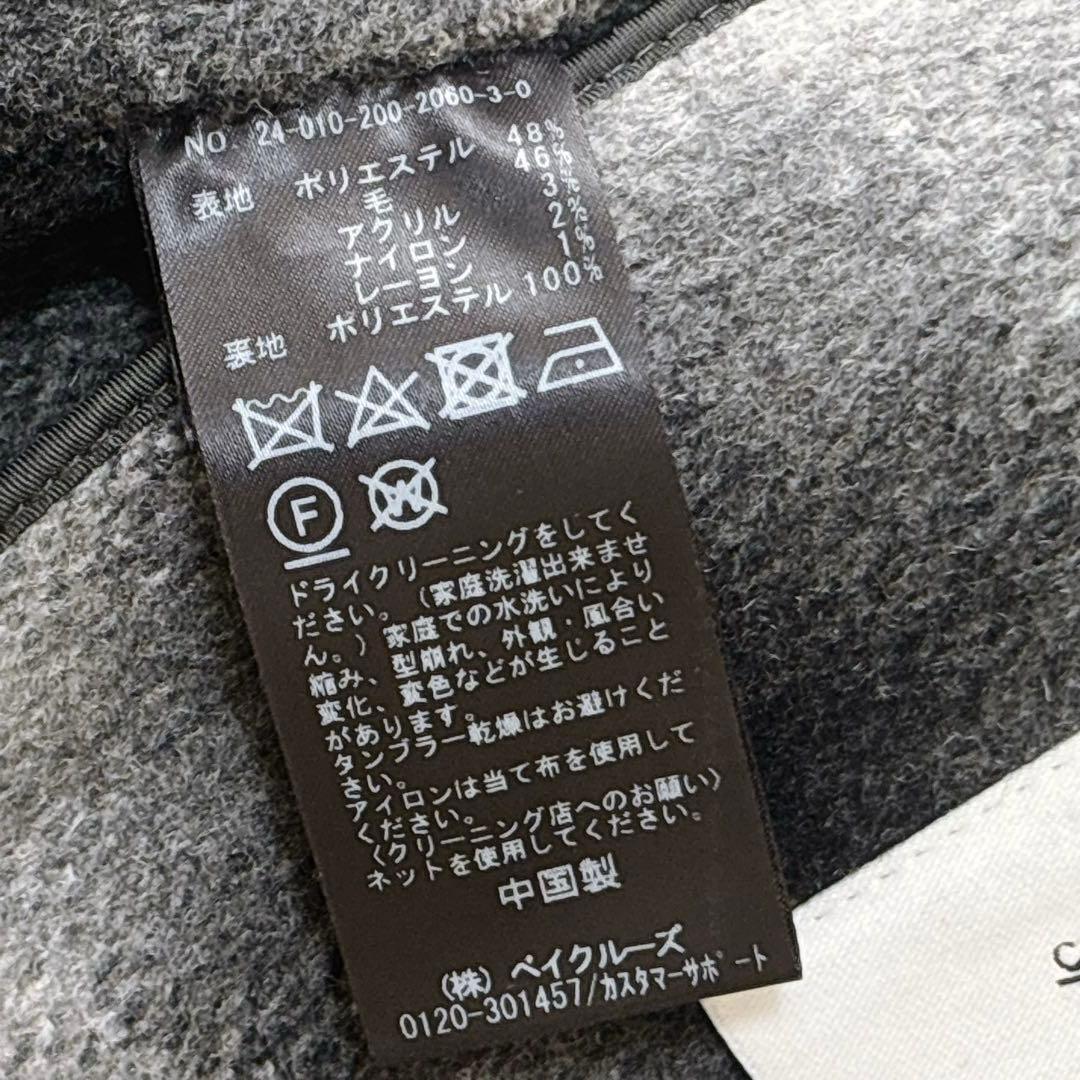 NO 24-010-200-2060-3-0
表地 ポリエステル 48%
毛 46%
アクリル 3%
ナイロン 2%
レーヨン 1%
裏地 ポリエステル 100%
F W
ドライクリーニングをしてく
ださい。(家庭洗濯出来ませ
ん。)家庭での水洗いにより
縮み、型崩れ、外観・風合い
変化、変色などが生じること
があります。
タンブラー乾燥はお避けくだ
さい。
アイロンは当て布を使用して
ください。
〈クリーニング店へのお願い〉
ネットを使用してください。
中国製
(株) ベイクルーズ
0120-301457/カスタマーサポート